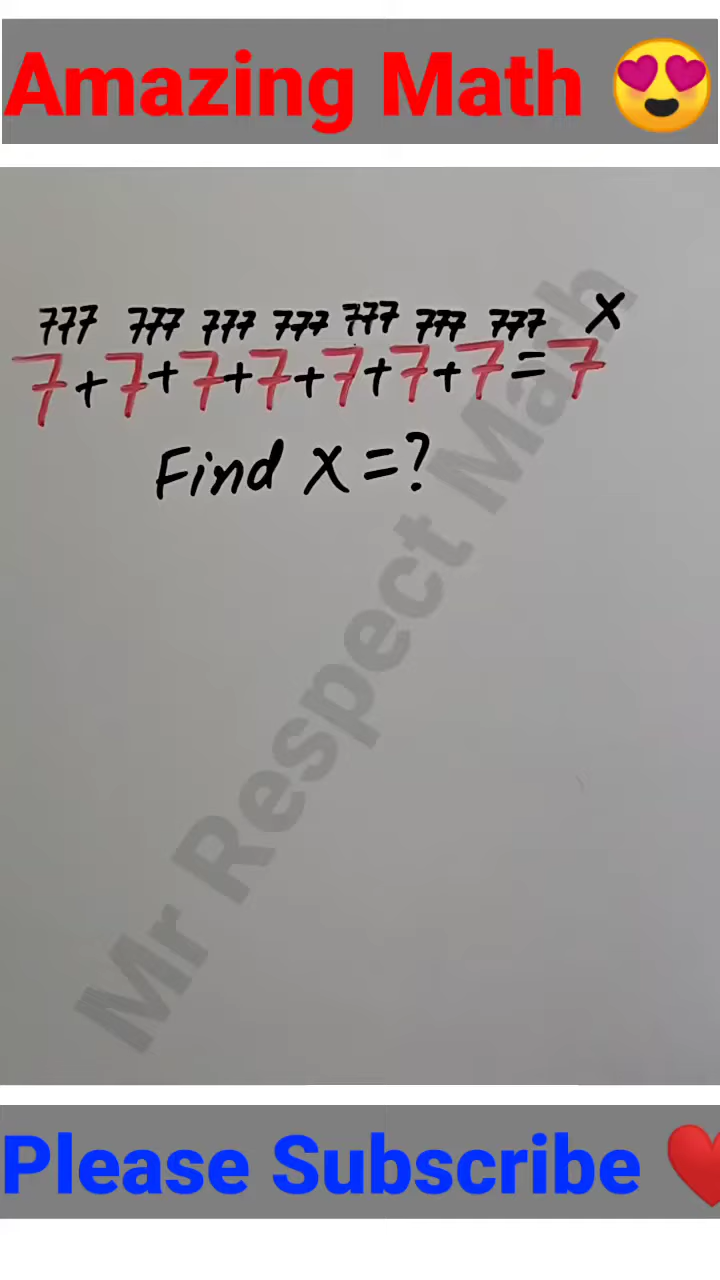 Amazing Math 😍
777 777 777 777 777 777 777 x
7+7+7+7+7+7+7=7
Find x=?
Mr Respect Math
Please Subscribe ❤